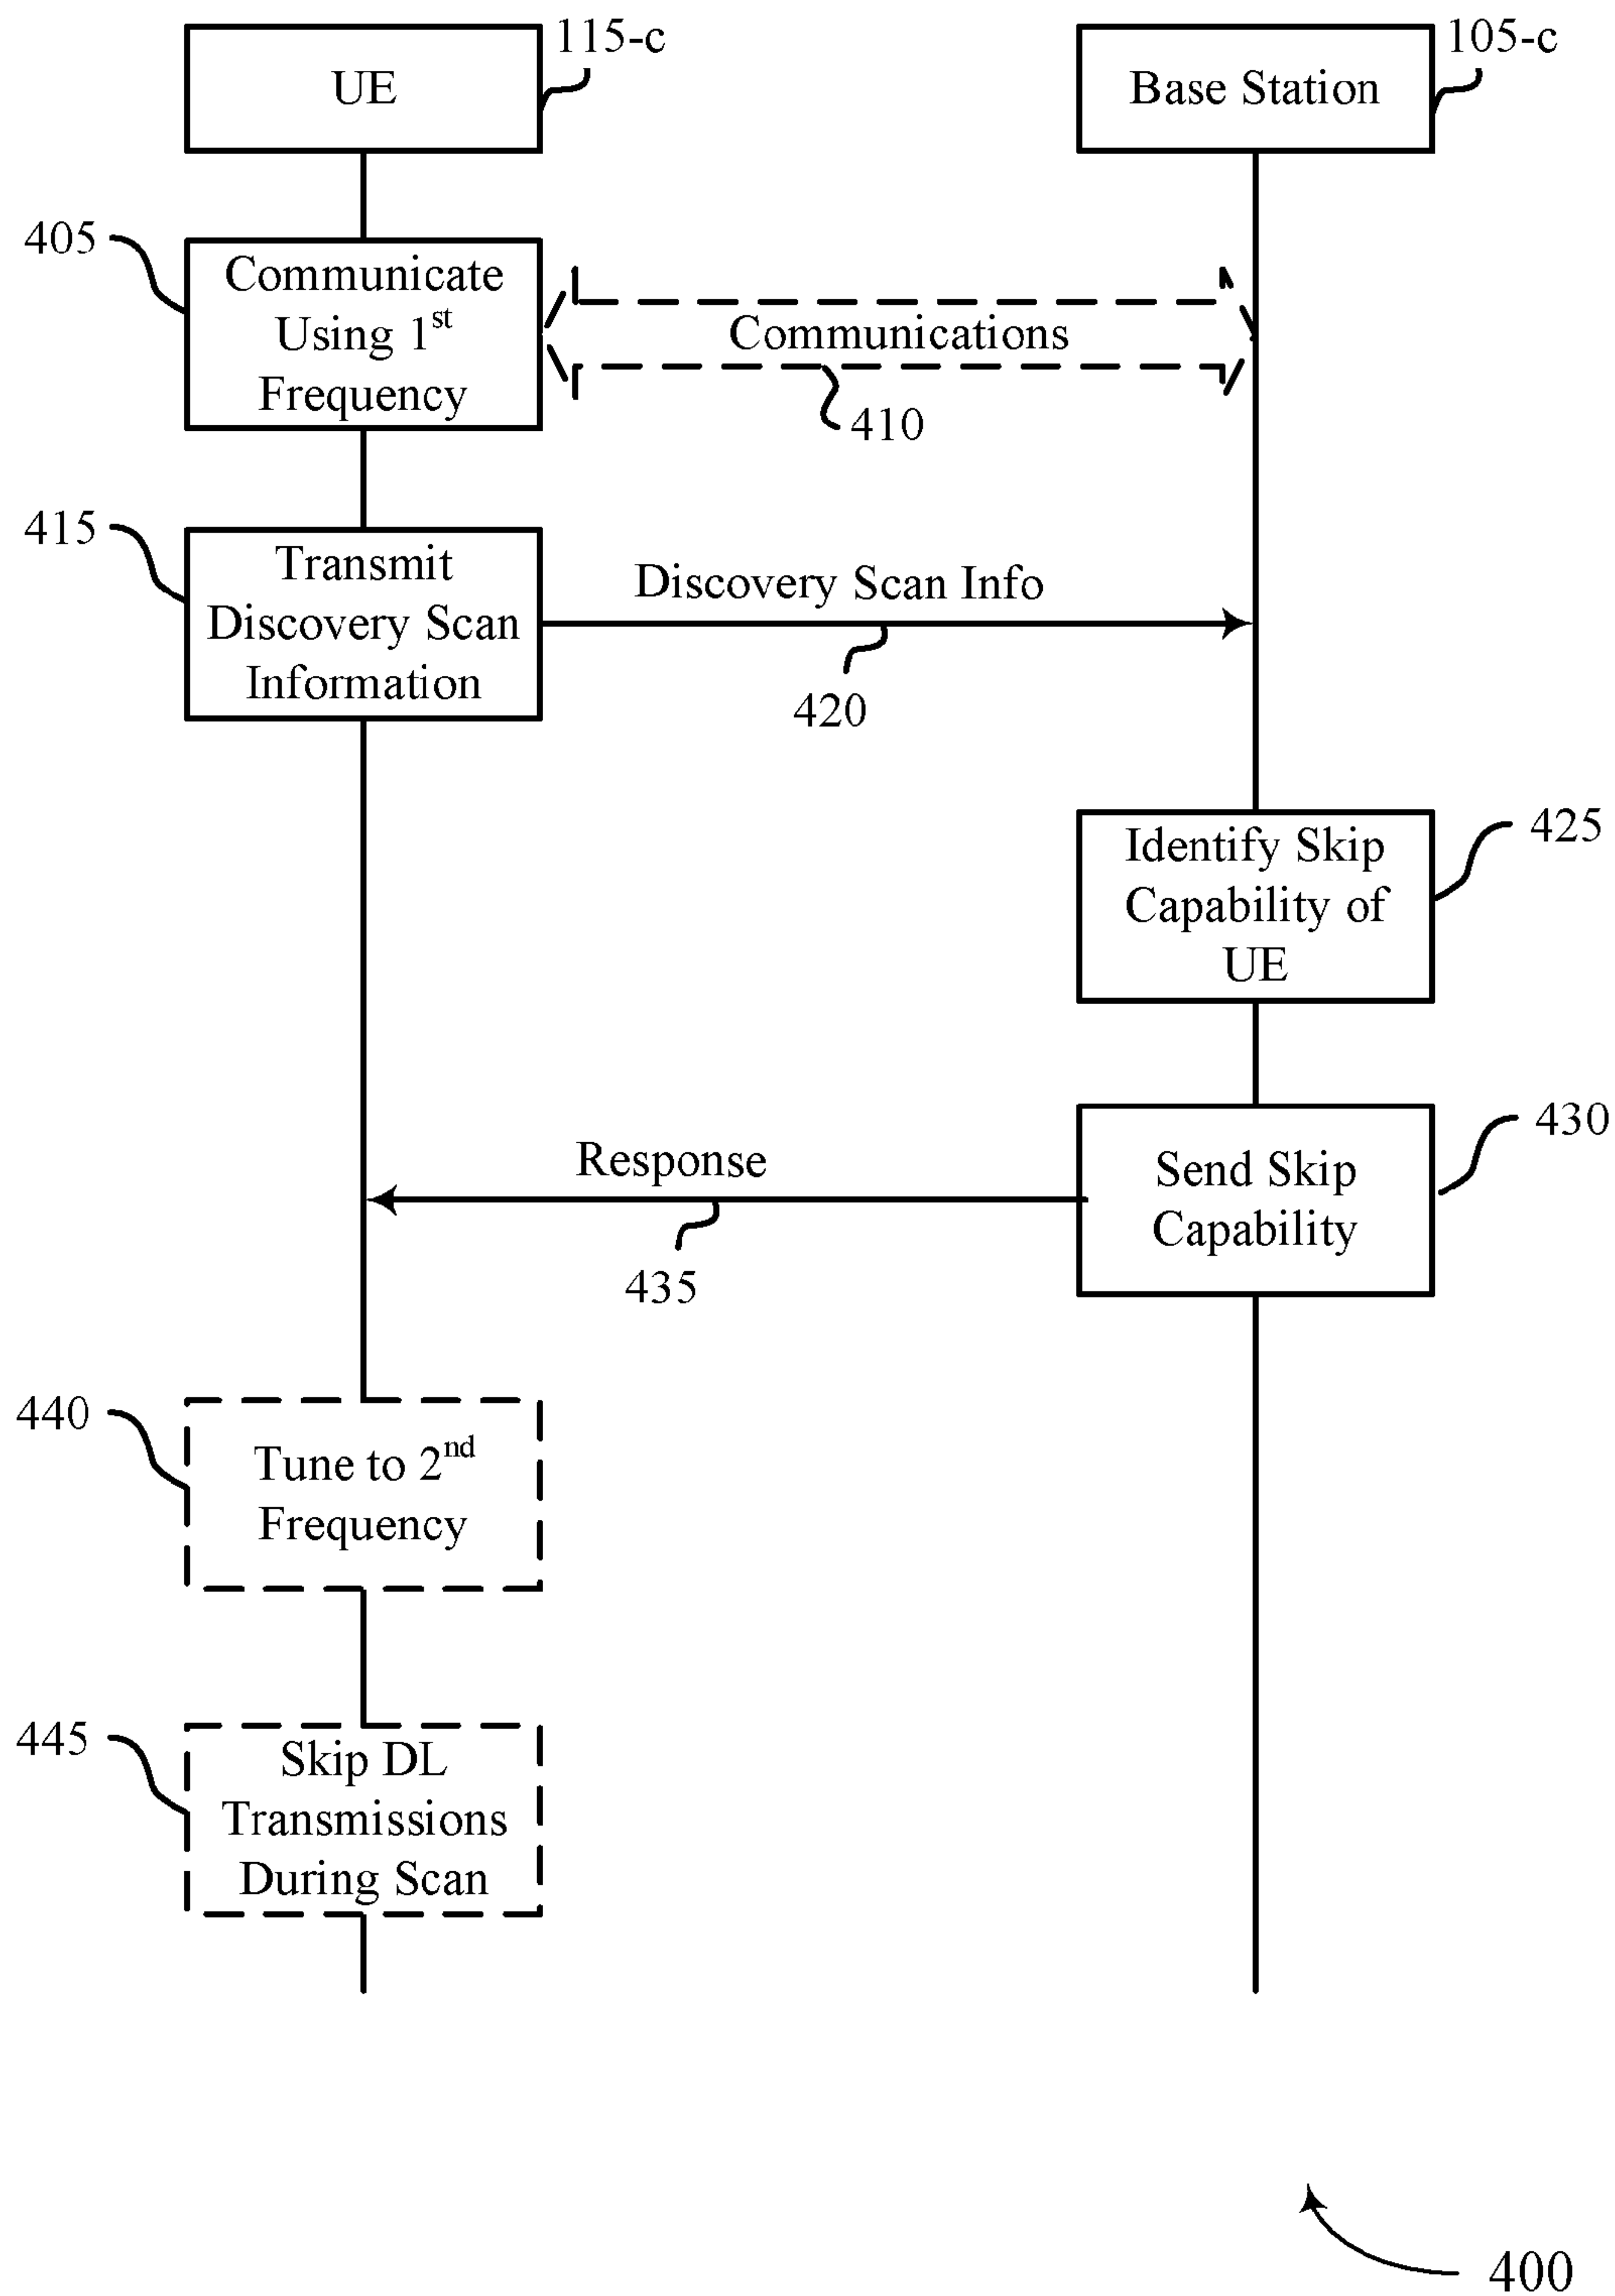 115-c
105-c
UE
Base Station
405
Communicate
Using 1st
Frequency
Communications
410
415
Transmit
Discovery Scan
Information
Discovery Scan Info
420
425
Identify Skip
Capability of
UE
430
Send Skip
Capability
Response
435
440
Tune to 2nd
Frequency
445
Skip DL
Transmissions
During Scan
400